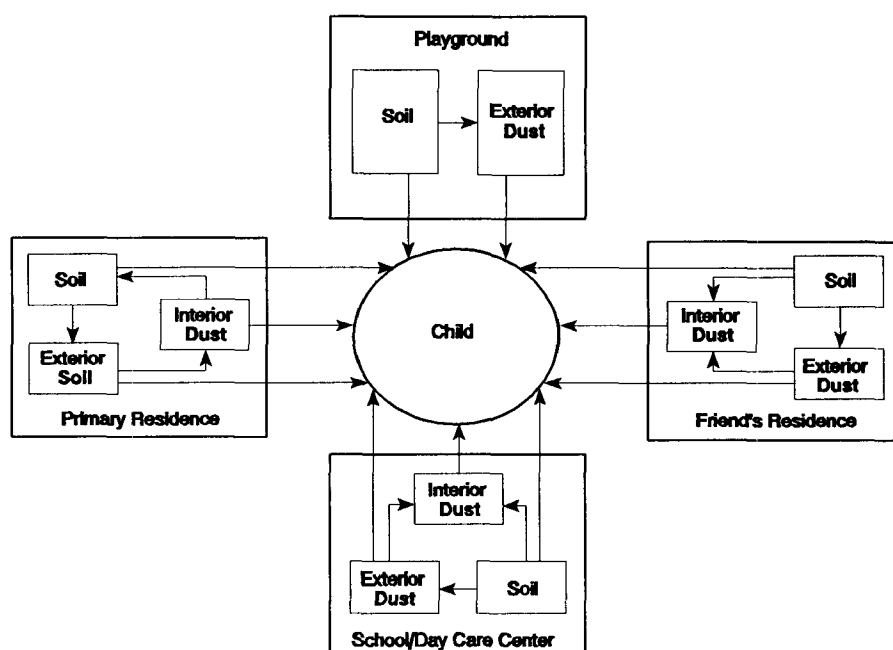 Playground
Soil
Exterior
Dust
Soil
Interior
Dust
Exterior
Soil
Primary Residence
Child
Soil
Interior
Dust
Exterior
Dust
Friend's Residence
Interior
Dust
Exterior
Dust
Soil
School/Day Care Center